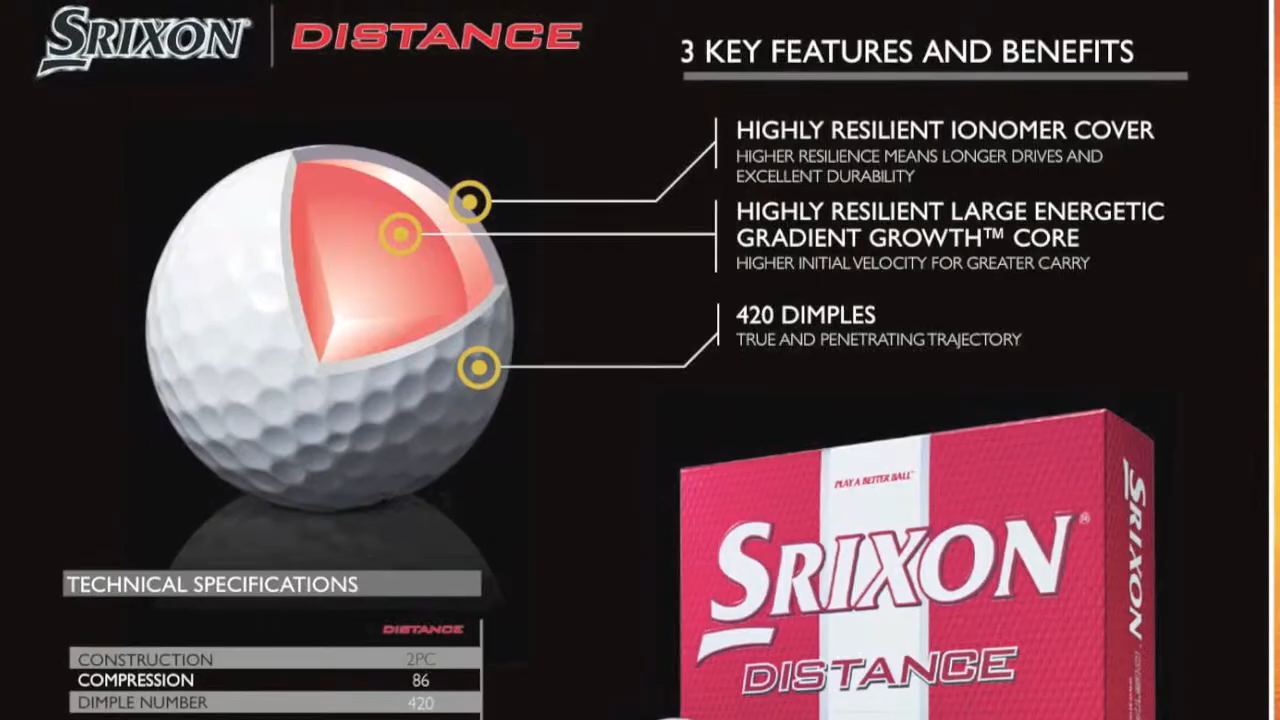 SRIXON
DISTANCE
3 KEY FEATURES AND BENEFITS
HIGHLY RESILIENT IONOMER COVER
HIGHER RESILIENCE MEANS LONGER DRIVES AND
EXCELLENT DURABILITY
HIGHLY RESILIENT LARGE ENERGETIC
GRADIENT GROWTH™ CORE
HIGHER INITIAL VELOCITY FOR GREATER CARRY
420 DIMPLES
TRUE AND PENETRATING TRAJECTORY
PLAY A BETTER BALL™
SRIXON®
DISTANCE
SRIXON
TECHNICAL SPECIFICATIONS
DISTANCE
CONSTRUCTION 2PC
COMPRESSION 86
DIMPLE NUMBER 420